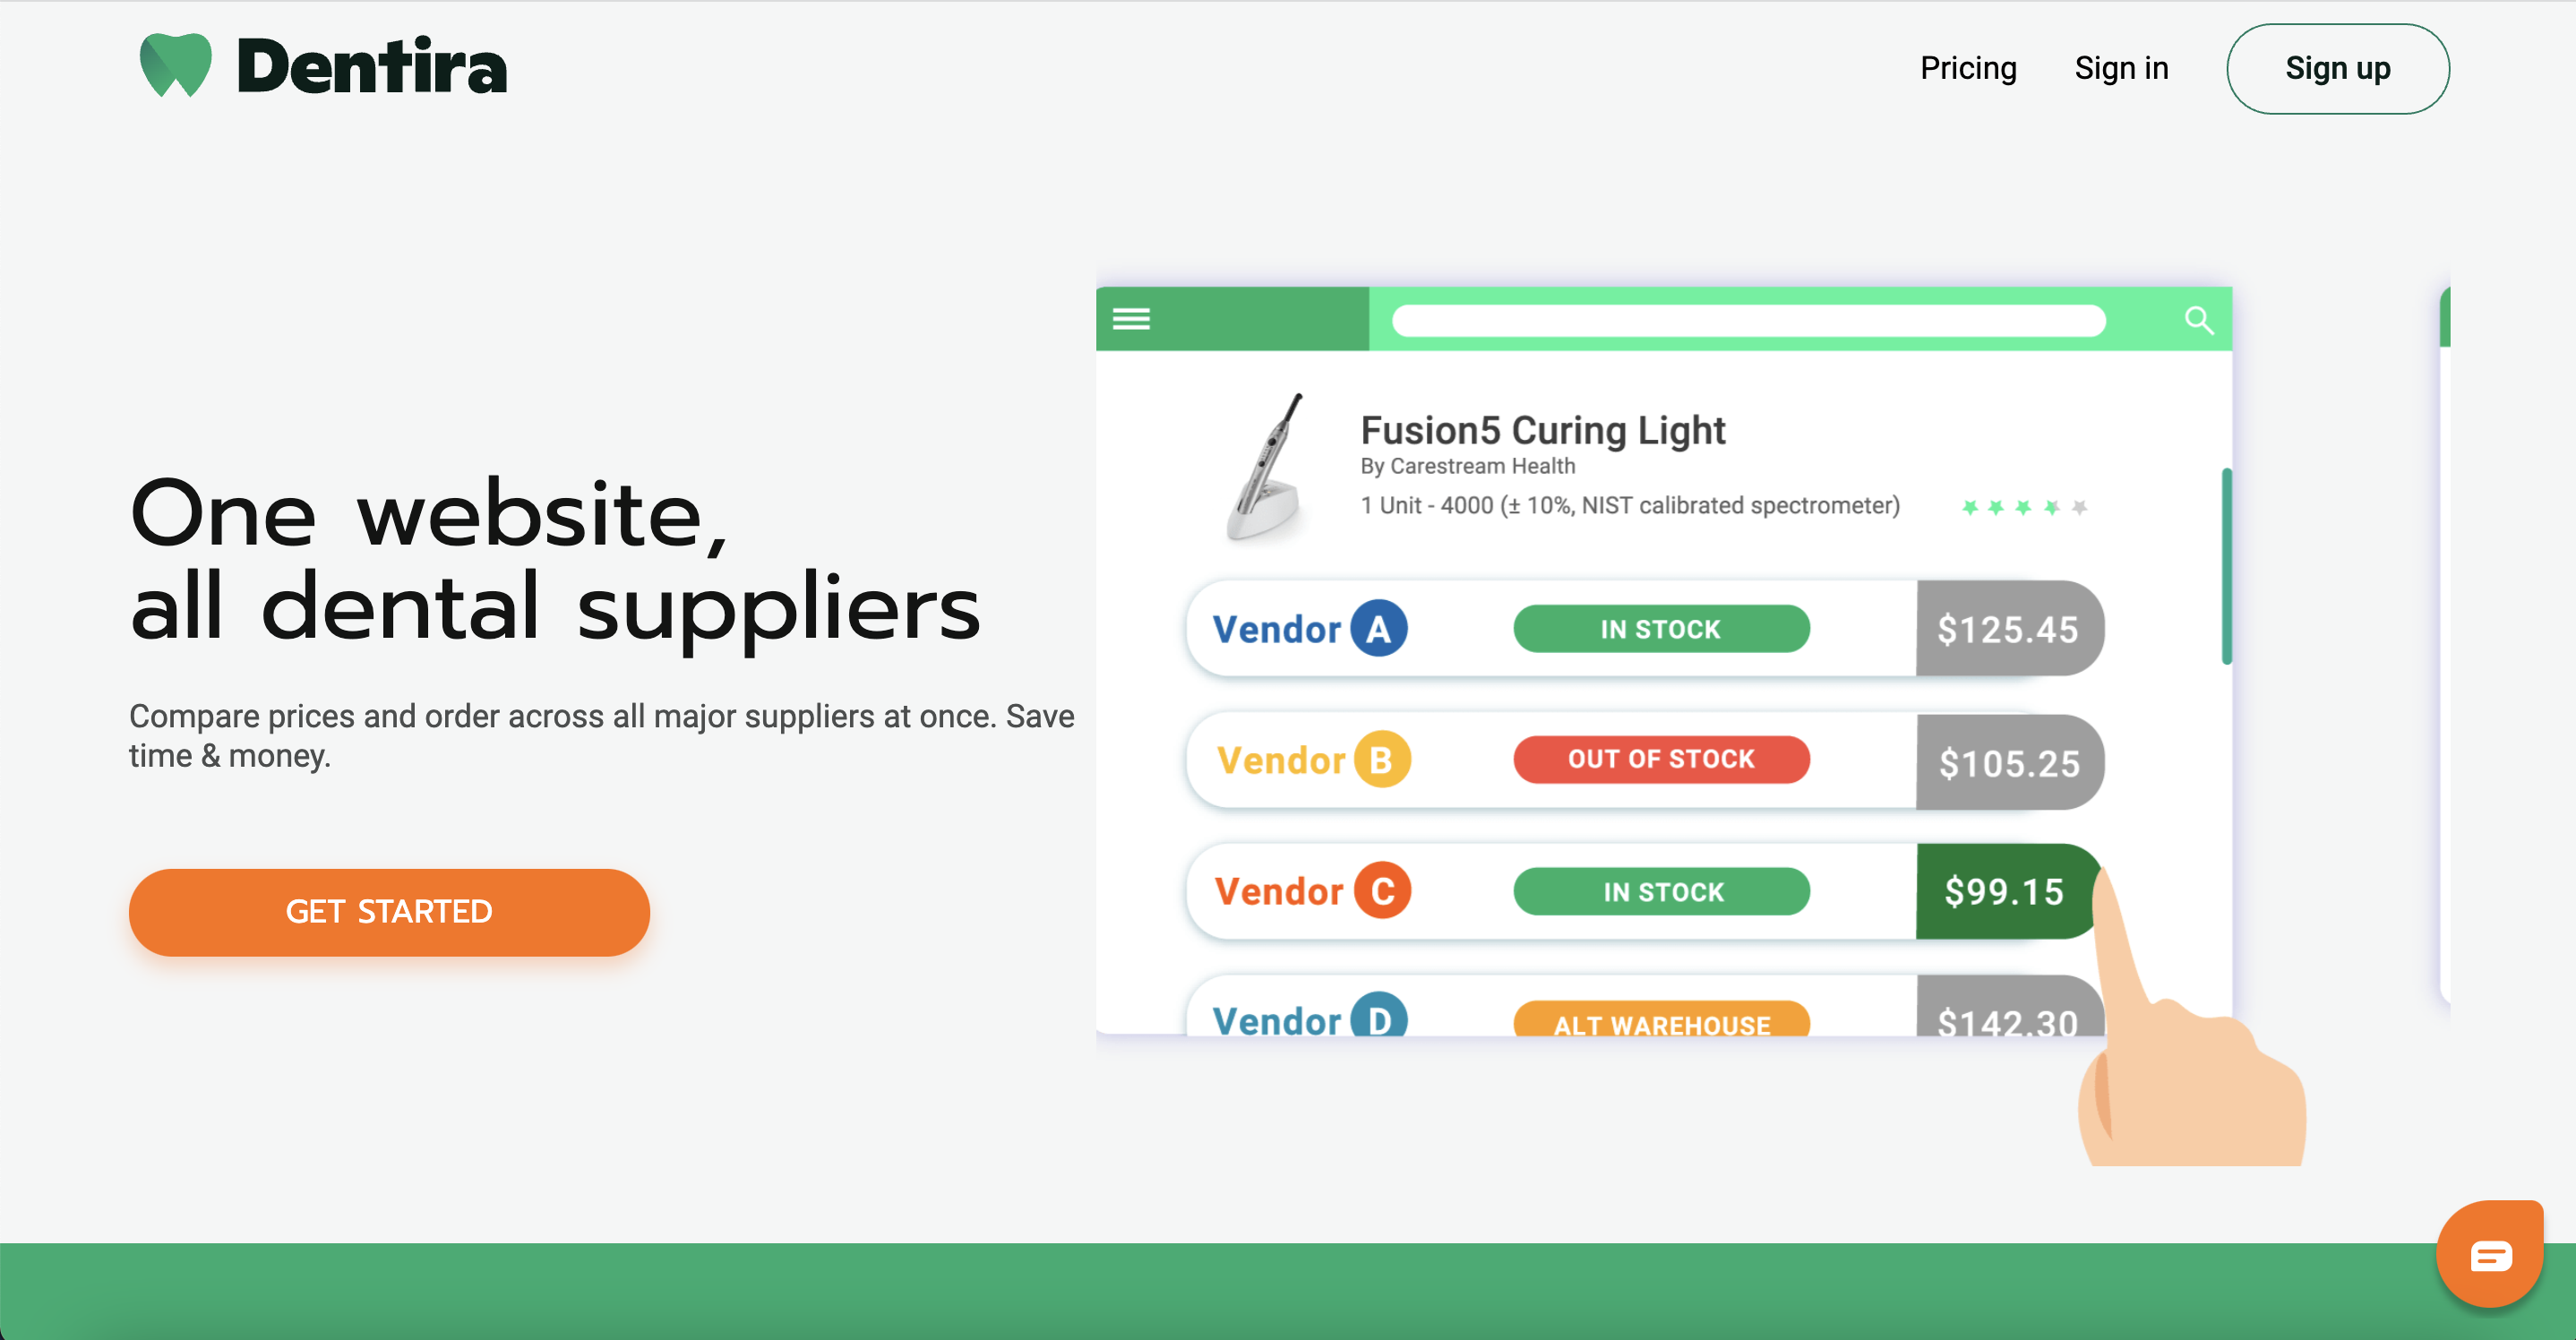 Dentira
Pricing
Sign in
Sign up
One website,
all dental suppliers
Compare prices and order across all major suppliers at once. Save
time & money.
GET STARTED
Fusion5 Curing Light
By Carestream Health
1 Unit - 4000 (± 10%, NIST calibrated spectrometer)
Vendor A IN STOCK $125.45
Vendor B OUT OF STOCK $105.25
Vendor C IN STOCK $99.15
Vendor D ALT WAREHOUSE $142.30